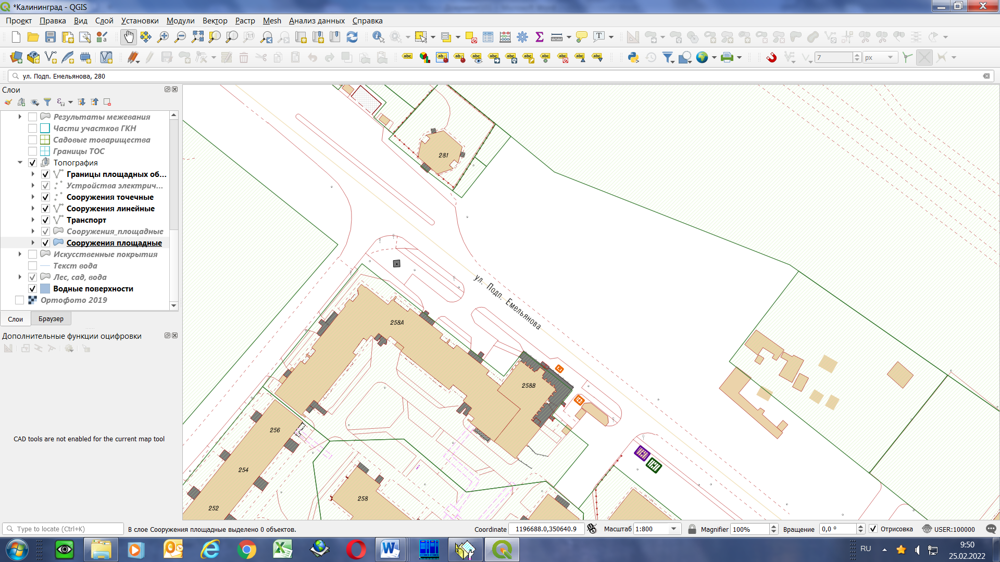 *Калининград - QGIS
Проект Правка Вид Слой Установки Модули Вектор Растр Mesh Анализ данных Справка
7 px
ул. Подп. Емельянова, 280
Слои
Результаты межевания
Части участков ГКН
Садовые товарищества
Границы ТОС
Топография
Границы площадных об...
Устройства электрич...
Сооружения точечные
Сооружения линейные
Транспорт
Сооружения_площадные
Сооружения площадные
Искусственные покрытия
Текст вода
Лес, сад, вода
Водные поверхности
Ортофото 2019
Слои Браузер
Дополнительные функции оцифровки
CAD tools are not enabled for the current map tool
281
ул. Подп. Емельянова
258А
258В
256
254
258
252
Type to locate (Ctrl+K) В слое Сооружения площадные выделено 0 объектов. Coordinate 1196688.0,350640.9 Масштаб 1:800 Magnifier 100% Вращение 0,0 ° Отрисовка USER:100000
RU 9:50
25.02.2022